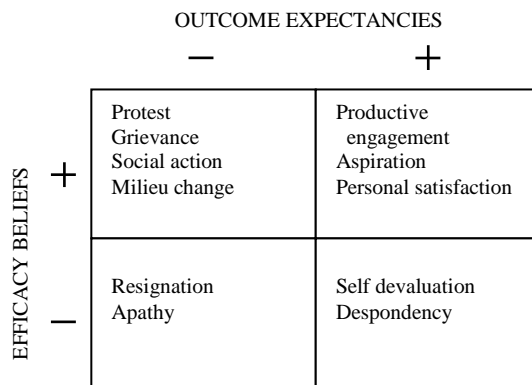 OUTCOME EXPECTANCIES
− +
EFFICACY BELIEFS
+
Protest
Grievance
Social action
Milieu change
Productive
engagement
Aspiration
Personal satisfaction
−
Resignation
Apathy
Self devaluation
Despondency